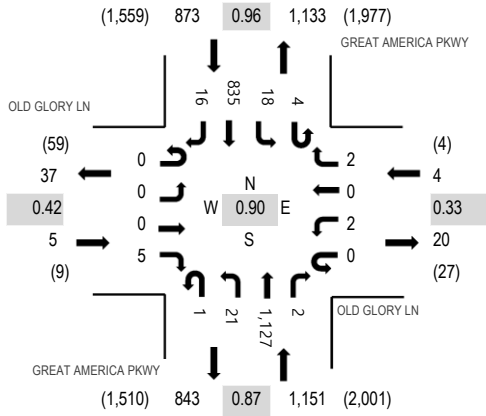 (1,559) 873 0.96 1,133 (1,977)
GREAT AMERICA PKWY
16 835 18 4
OLD GLORY LN
(59) 0 2 (4)
37 0 N 0 4
0.42 W 0.90 E 0.33
0 2
5 S 20
(9) 5 0 (27)
1 21 1,127 2
OLD GLORY LN
GREAT AMERICA PKWY
(1,510) 843 0.87 1,151 (2,001)